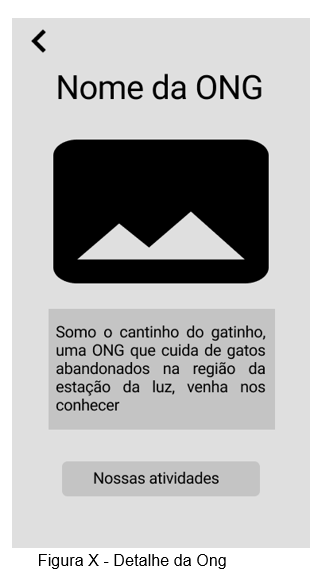 Nome da ONG
Somo o cantinho do gatinho,
uma ONG que cuida de gatos
abandonados na região da
estação da luz, venha nos
conhecer
Nossas atividades
Figura X - Detalhe da Ong